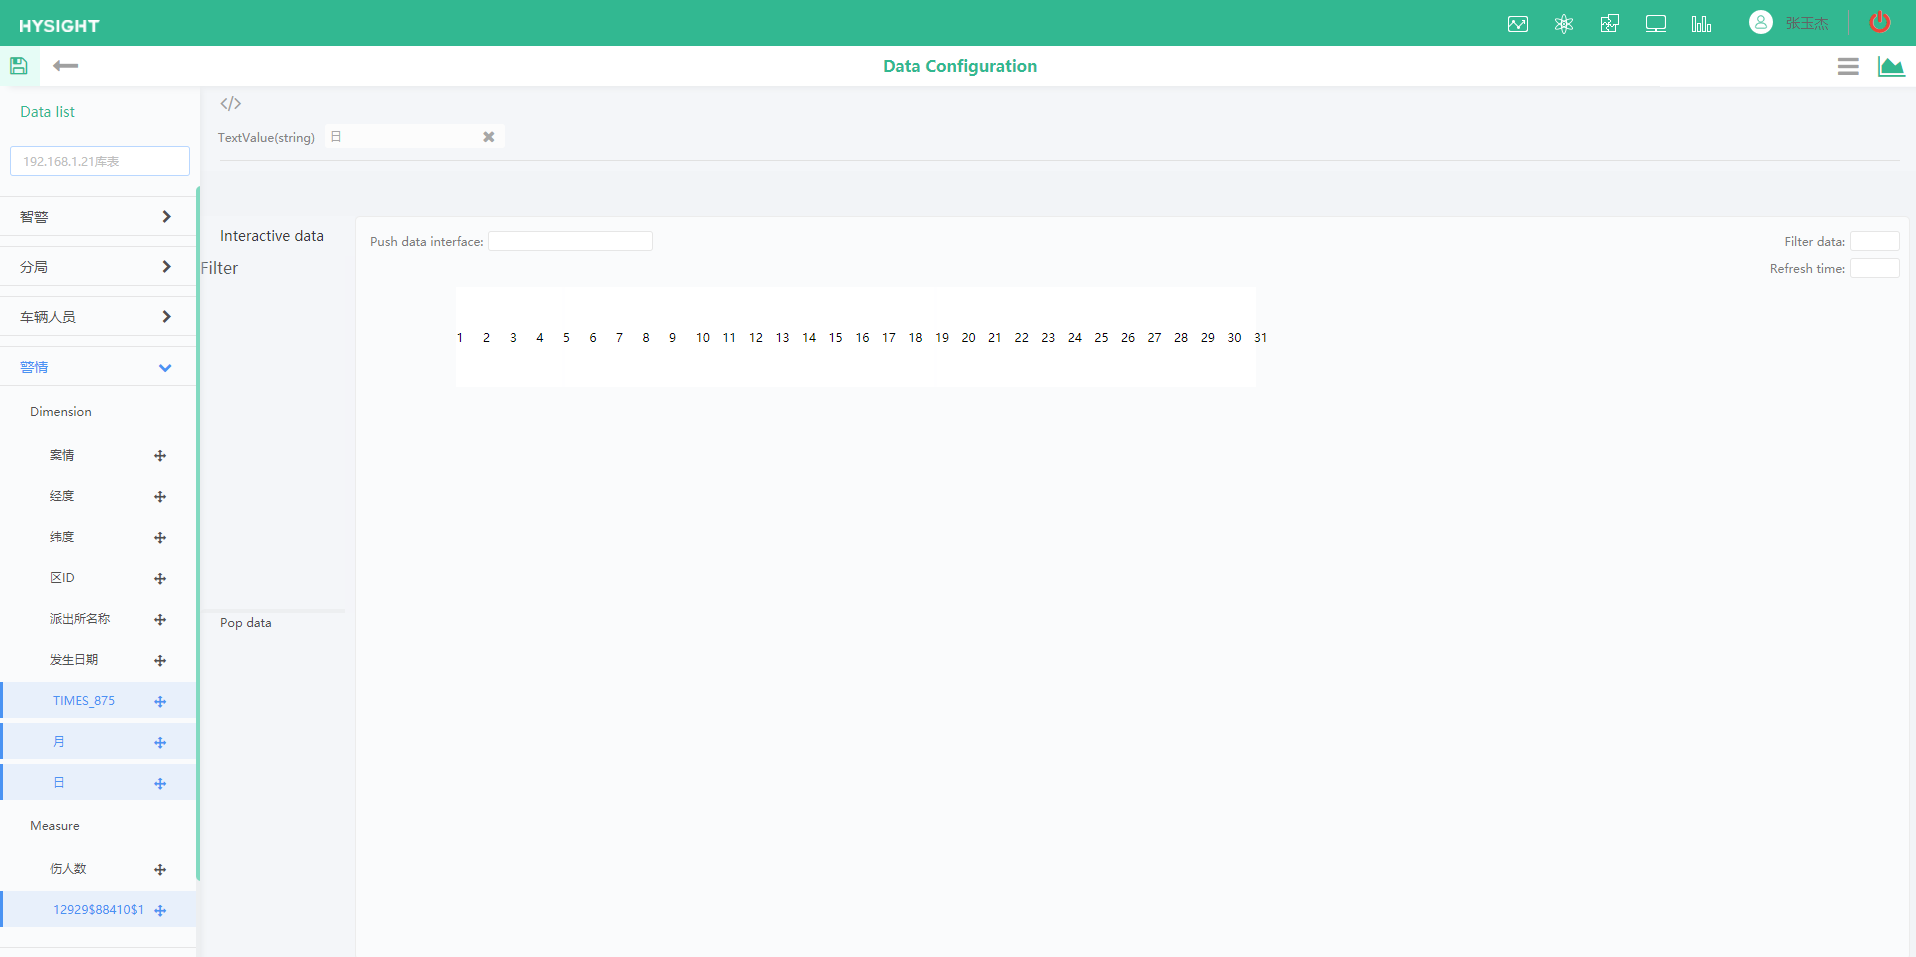 HYSIGHT
张玉杰
Data Configuration
Data list
192.168.1.21库表
智警
分局
车辆人员
警情
Dimension
案情
经度
纬度
区ID
派出所名称
发生日期
TIMES_875
月
日
Measure
伤人数
12929$88410$1
</>
TextValue(string) 日
Interactive data
Filter
Pop data
Push data interface:
Filter data:
Refresh time:
1 2 3 4 5 6 7 8 9 10 11 12 13 14 15 16 17 18 19 20 21 22 23 24 25 26 27 28 29 30 31